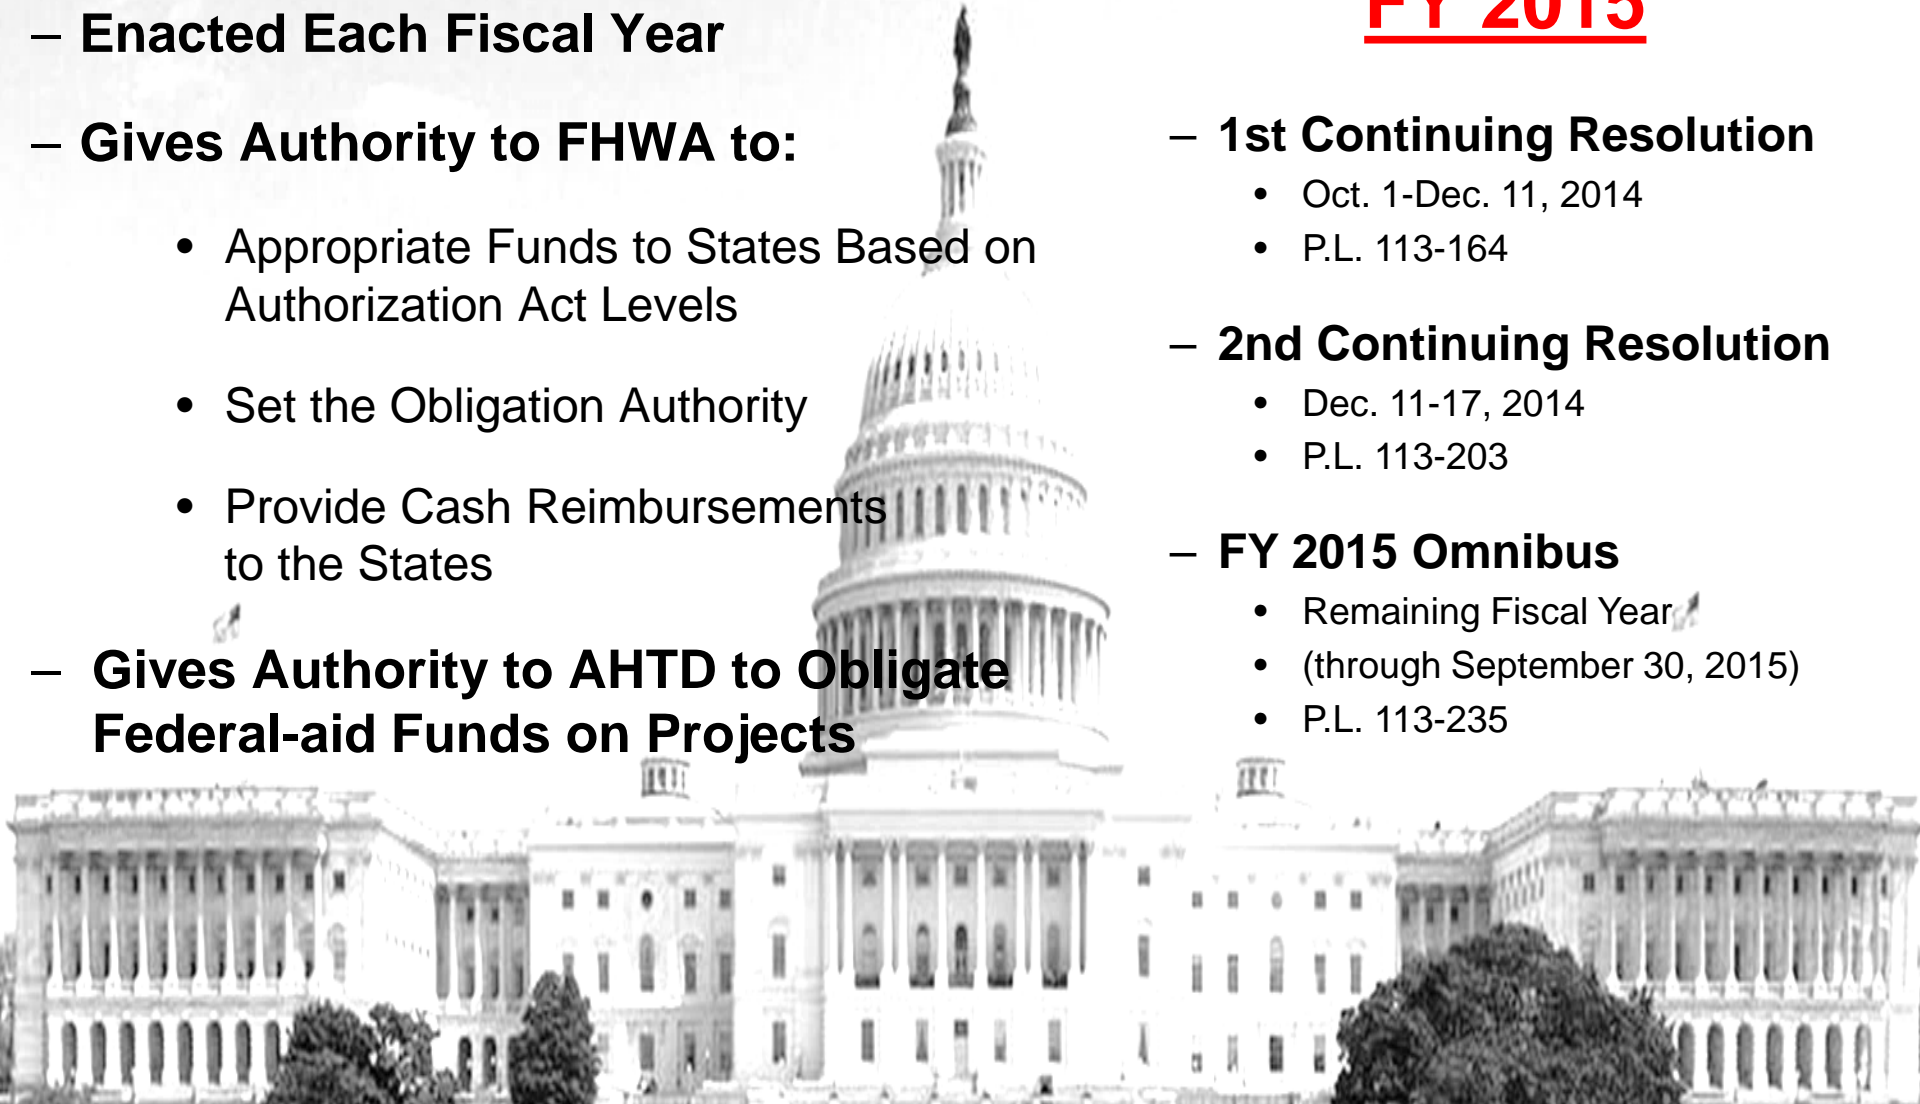 – Enacted Each Fiscal Year
– Gives Authority to FHWA to:
• Appropriate Funds to States Based on
Authorization Act Levels
• Set the Obligation Authority
• Provide Cash Reimbursements
to the States
– Gives Authority to AHTD to Obligate
Federal-aid Funds on Projects
FY 2015
– 1st Continuing Resolution
• Oct. 1-Dec. 11, 2014
• P.L. 113-164
– 2nd Continuing Resolution
• Dec. 11-17, 2014
• P.L. 113-203
– FY 2015 Omnibus
• Remaining Fiscal Year
• (through September 30, 2015)
• P.L. 113-235